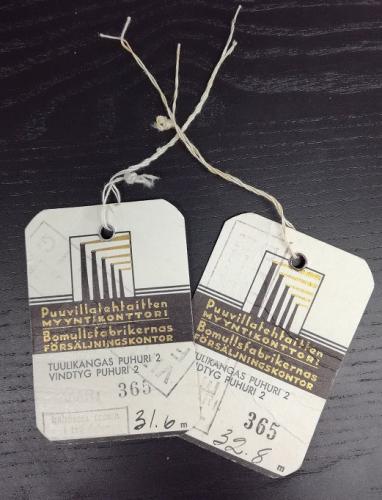 Puuvillatehtaitten
MYYNTIKONTTORI
Bomullsfabrikernas
FÖRSÄLJNINGSKONTOR
TUULIKANGAS PUHURI 2
VINDTYG PUHURI 2
365
31.6 m
Puuvillatehtaitten
MYYNTIKONTTORI
Bomullsfabrikernas
FÖRSÄLJNINGSKONTOR
TUULIKANGAS PUHURI 2
VINDTYG PUHURI 2
365
32.8 m